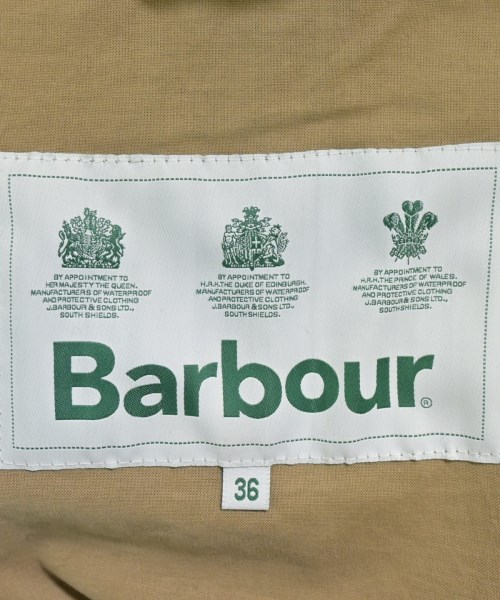 BY APPOINTMENT TO
HER MAJESTY THE QUEEN.
MANUFACTURERS OF WATERPROOF
AND PROTECTIVE CLOTHING
J.BARBOUR & SONS LTD.,
SOUTH SHIELDS.
BY APPOINTMENT TO
H.R.H. THE DUKE OF EDINBURGH.
MANUFACTURERS OF WATERPROOF
AND PROTECTIVE CLOTHING
J.BARBOUR & SONS LTD.,
SOUTH SHIELDS.
BY APPOINTMENT TO
H.R.H. THE PRINCE OF WALES.
MANUFACTURERS OF WATERPROOF
AND PROTECTIVE CLOTHING
J.BARBOUR & SONS LTD.,
SOUTH SHIELDS.
Barbour®
36